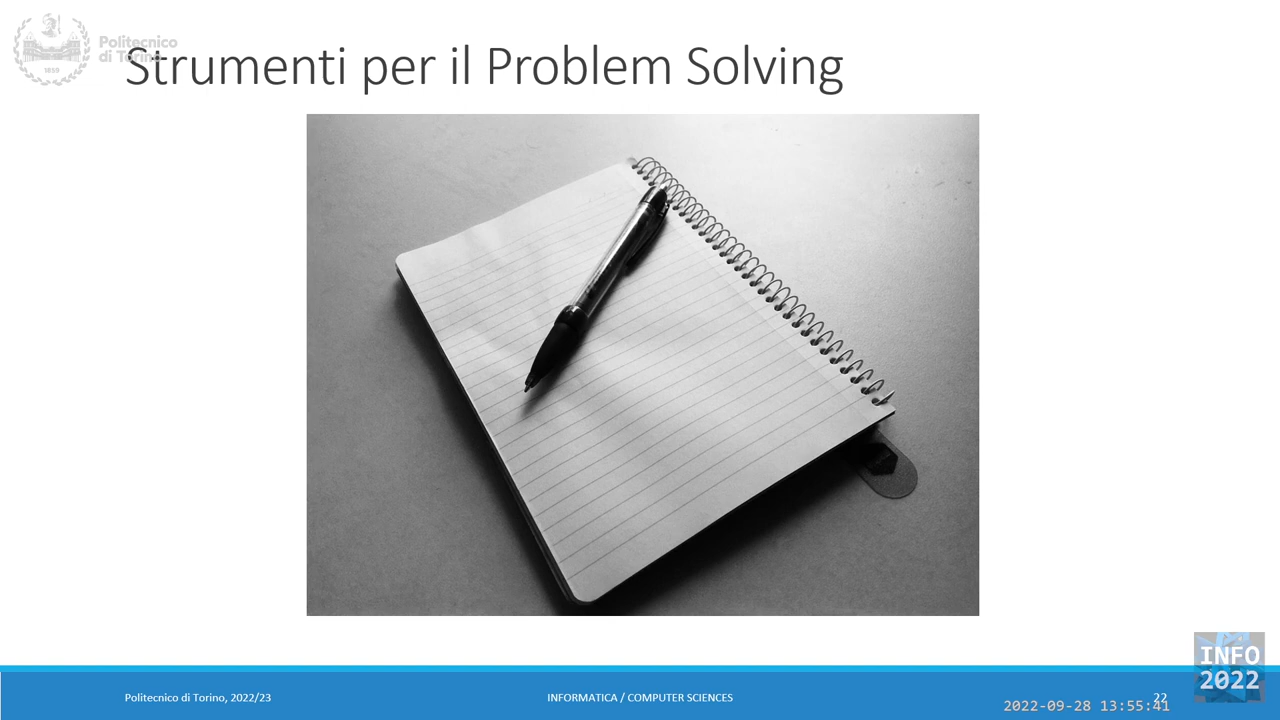 Politecnico
di Torino
1859
Strumenti per il Problem Solving
INFO
2022
Politecnico di Torino, 2022/23
INFORMATICA / COMPUTER SCIENCES
22
2022-09-28 13:55:41